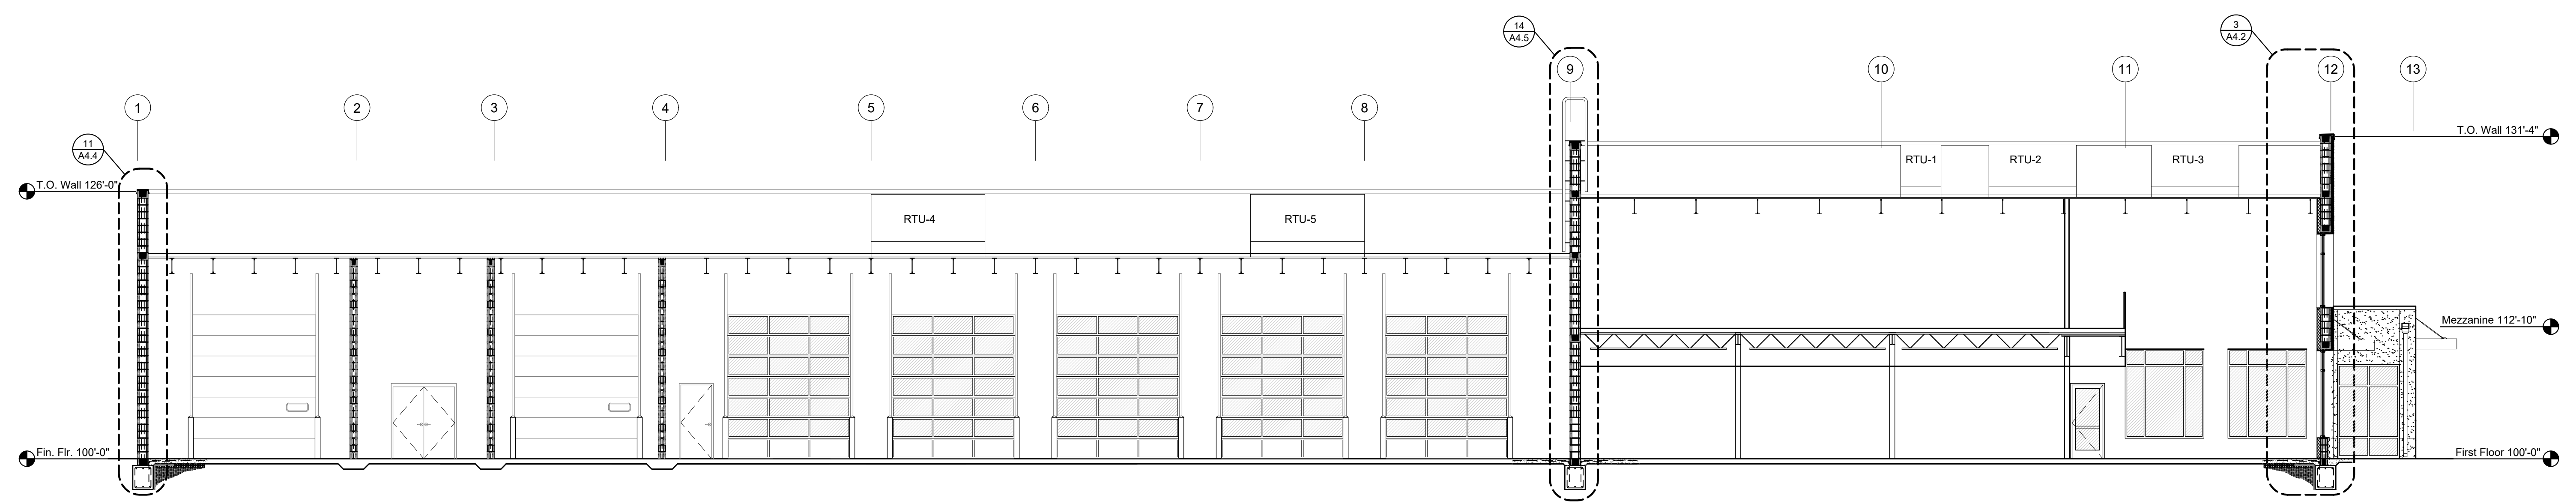 14
A4.5
3
A4.2
9
10
11
12
13
1
2
3
4
5
6
7
8
T.O. Wall 131'-4"
11
A4.4
RTU-1
RTU-2
RTU-3
T.O. Wall 126'-0"
RTU-4
RTU-5
Mezzanine 112'-10"
Fin. Flr. 100'-0"
First Floor 100'-0"